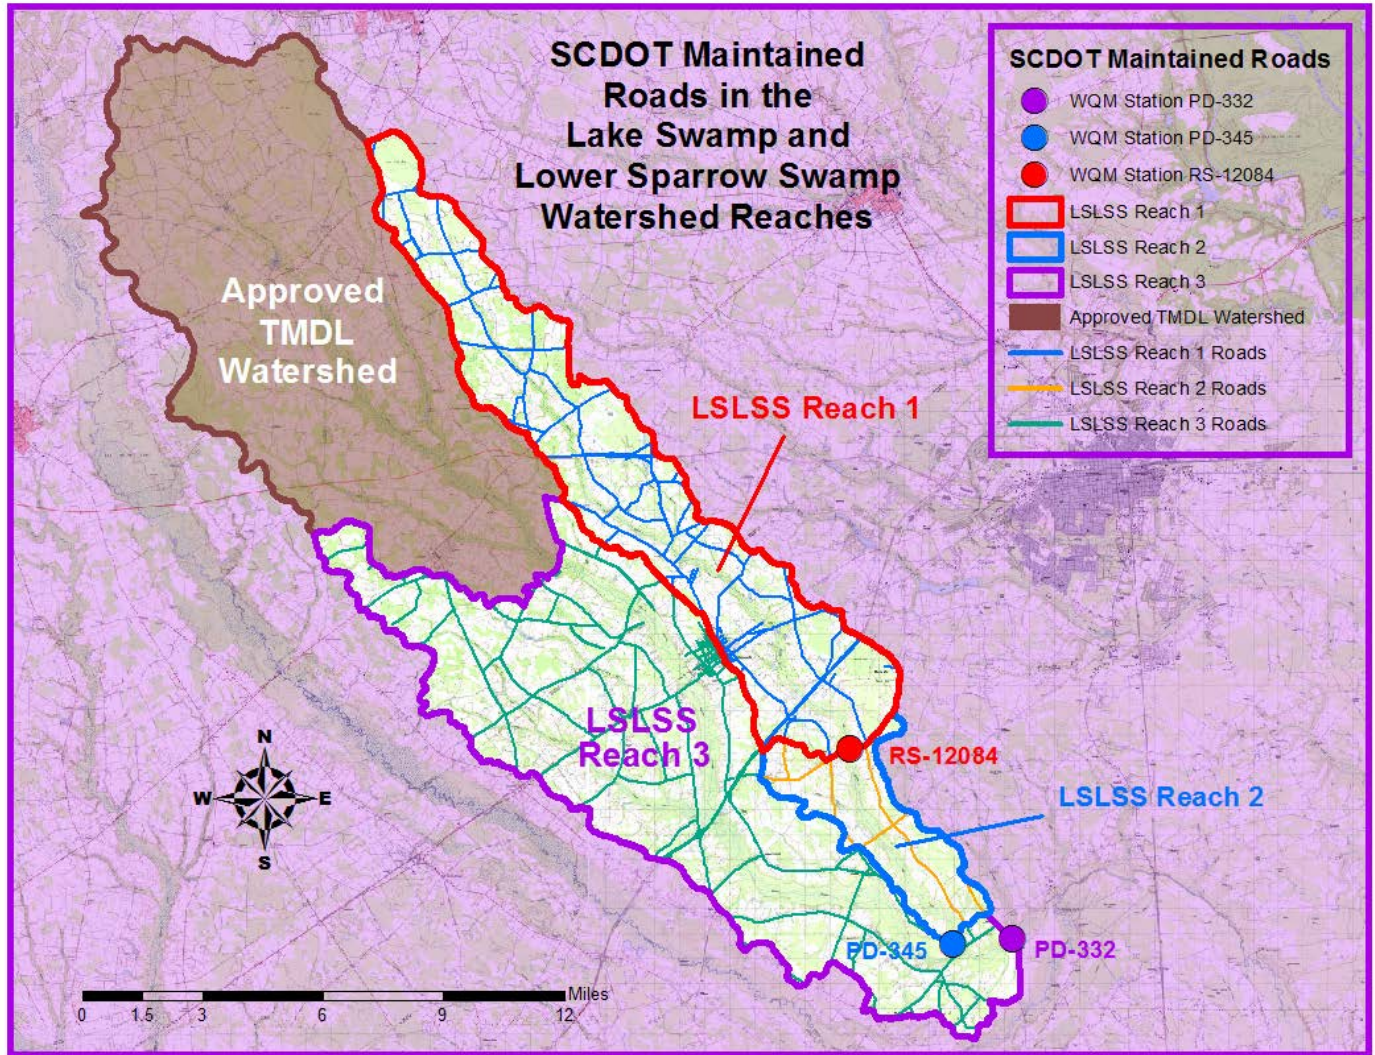 SCDOT Maintained
Roads in the
Lake Swamp and
Lower Sparrow Swamp
Watershed Reaches
SCDOT Maintained Roads
WQM Station PD-332
WQM Station PD-345
WQM Station RS-12084
LSLSS Reach 1
LSLSS Reach 2
LSLSS Reach 3
Approved TMDL Watershed
LSLSS Reach 1 Roads
LSLSS Reach 2 Roads
LSLSS Reach 3 Roads
Approved
TMDL
Watershed
LSLSS Reach 1
LSLSS
Reach 3
RS-12084
LSLSS Reach 2
PD-345
PD-332
N
W
E
S
Miles
0 1.5 3 6 9 12